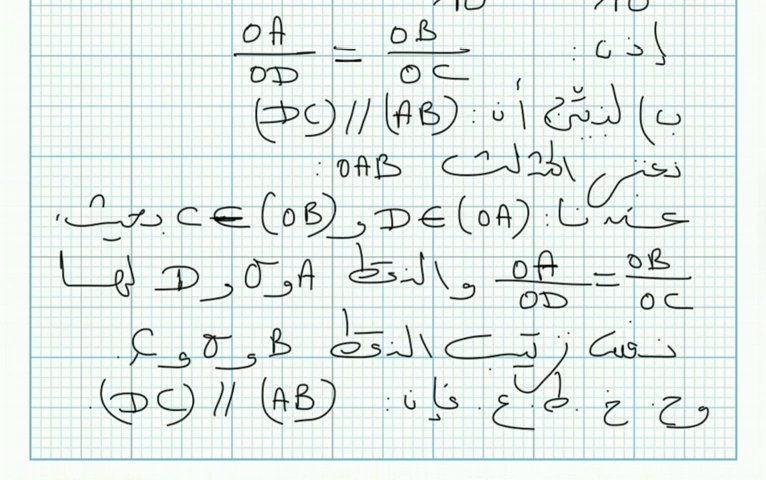 إذن : OA/OD = OB/OC
ب) لنبيّن أن : (DC) // (AB)
نعتبر المثلث OAB :
عندنا : D∈(OA) و C∈(OB) بحيث :
OB/OC = OA/OD والنقط A و O و D لها
نفس ترتيب النقط B و O و C.
وح. خ. ط. ع. فإن : (DC) // (AB).